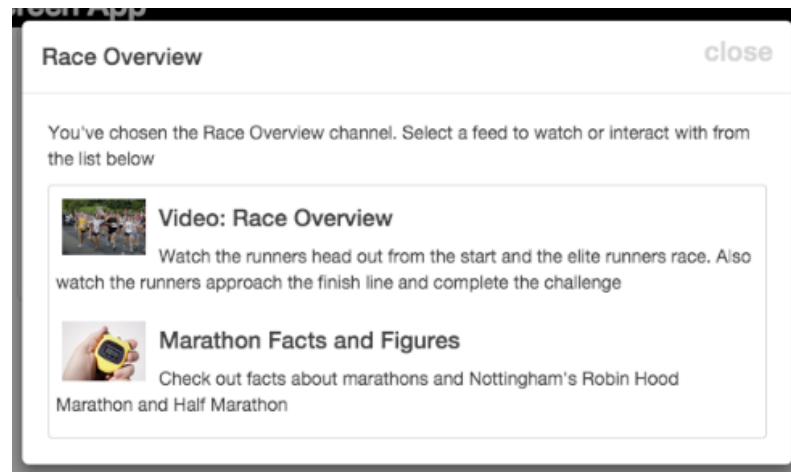 Race Overview
close
You've chosen the Race Overview channel. Select a feed to watch or interact with from
the list below
Video: Race Overview
Watch the runners head out from the start and the elite runners race. Also
watch the runners approach the finish line and complete the challenge
Marathon Facts and Figures
Check out facts about marathons and Nottingham's Robin Hood
Marathon and Half Marathon